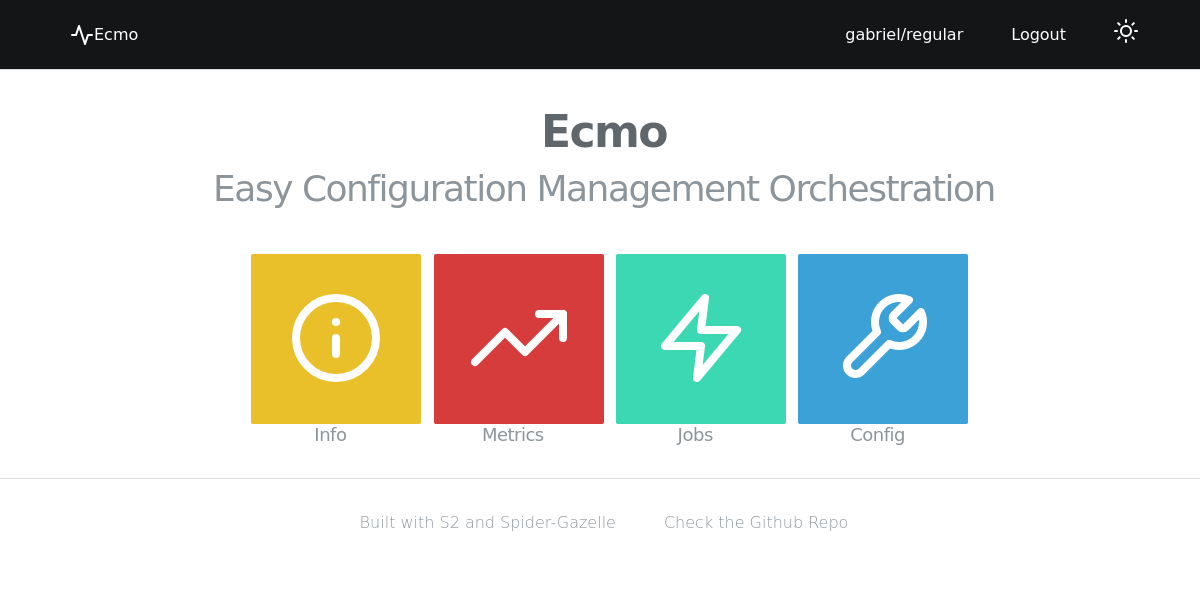 Ecmo gabriel/regular Logout
Ecmo
Easy Configuration Management Orchestration
Info Metrics Jobs Config
Built with S2 and Spider-Gazelle Check the Github Repo